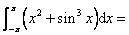 ∫_{-π}^{π}(x² + sin³ x)dx =